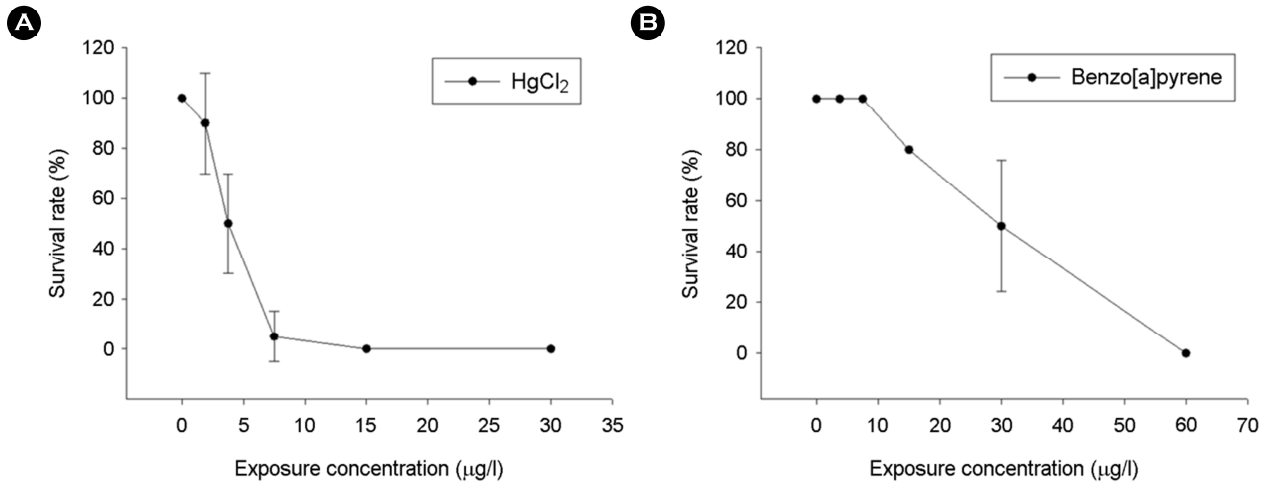 A
120
100
80
60
40
20
0
Survival rate (%)
HgCl2
0 5 10 15 20 25 30 35
Exposure concentration (μg/l)
B
120
100
80
60
40
20
0
Survival rate (%)
Benzo[a]pyrene
0 10 20 30 40 50 60 70
Exposure concentration (μg/l)